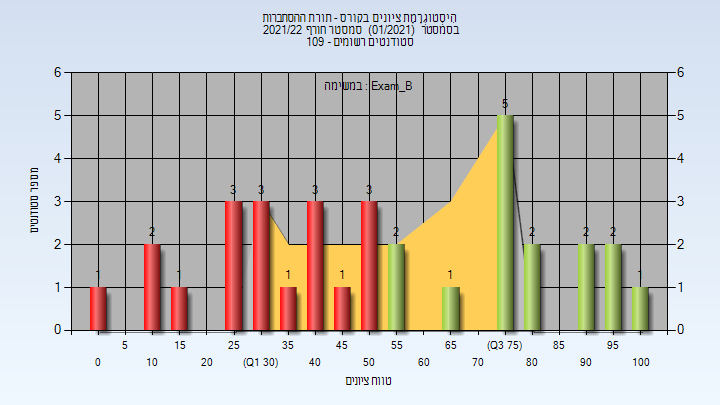 היסטוגרמת ציונים בקורס - תורת ההסתברות
בסמסטר (01/2021) סמסטר חורף 2021/22
סטודנטים רשומים - 109
במשימה : Exam_B
מספר סטודנטים
6 6
5 5
4 4
3 3
2 2
1 1
0 0
1 2 1 3 3 1 3 1 3 2 1 5 2 2 2 1
5 15 25 35 45 55 65 (Q3 75) 85 95
0 10 20 (Q1 30) 40 50 60 70 80 90 100
טווח ציונים